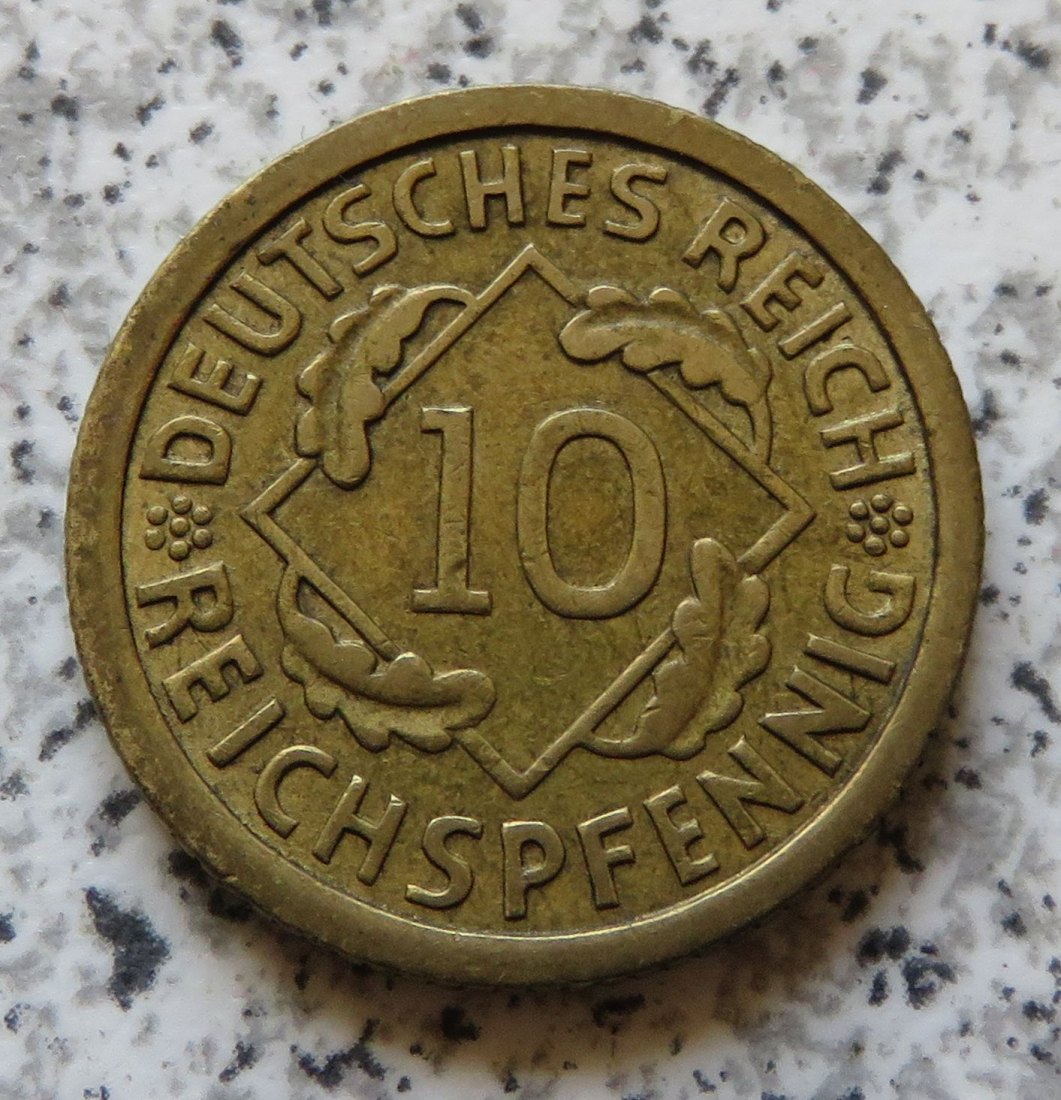 DEUTSCHES REICH
10
REICHSPFENNIG